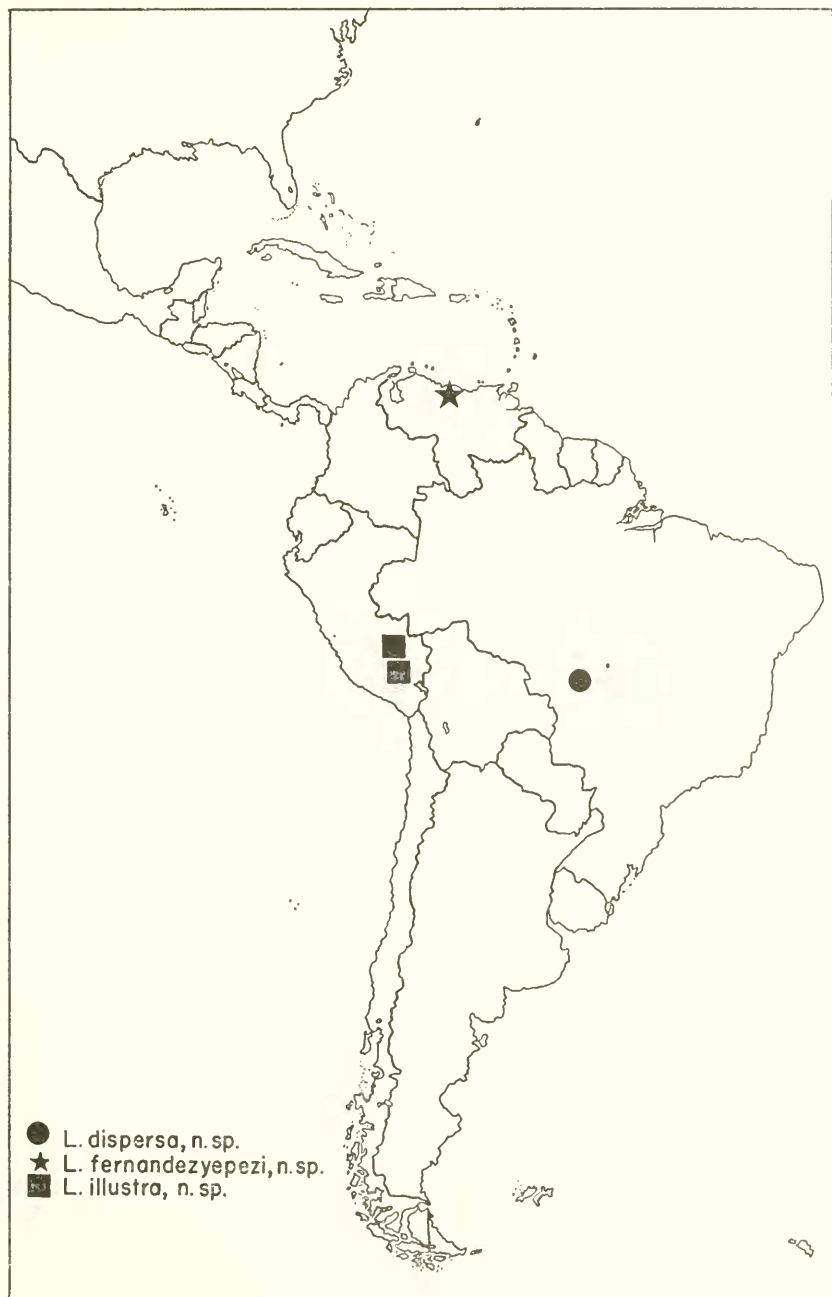 L. dispersa, n. sp.
L. fernandezyepezi, n. sp.
L. illustra, n. sp.